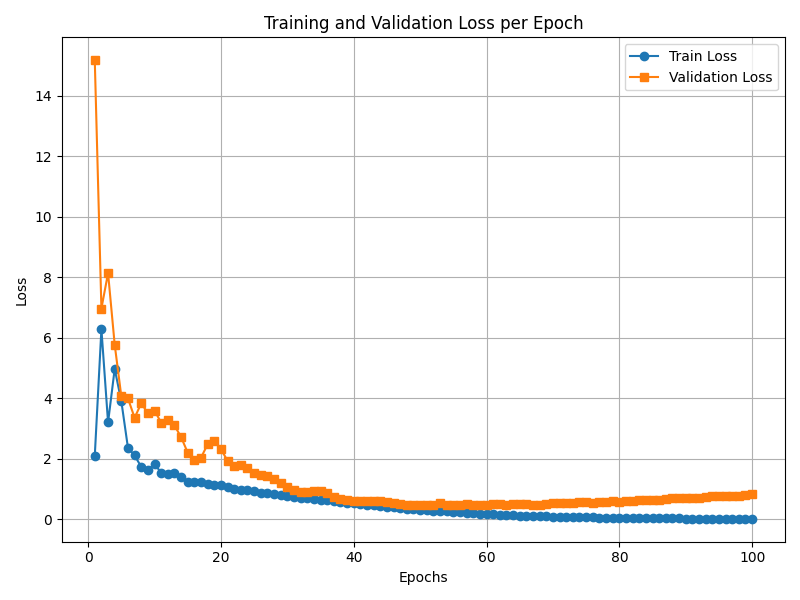 Training and Validation Loss per Epoch
Train Loss
Validation Loss
14
12
10
8
6
4
2
0
Loss
0 20 40 60 80 100
Epochs